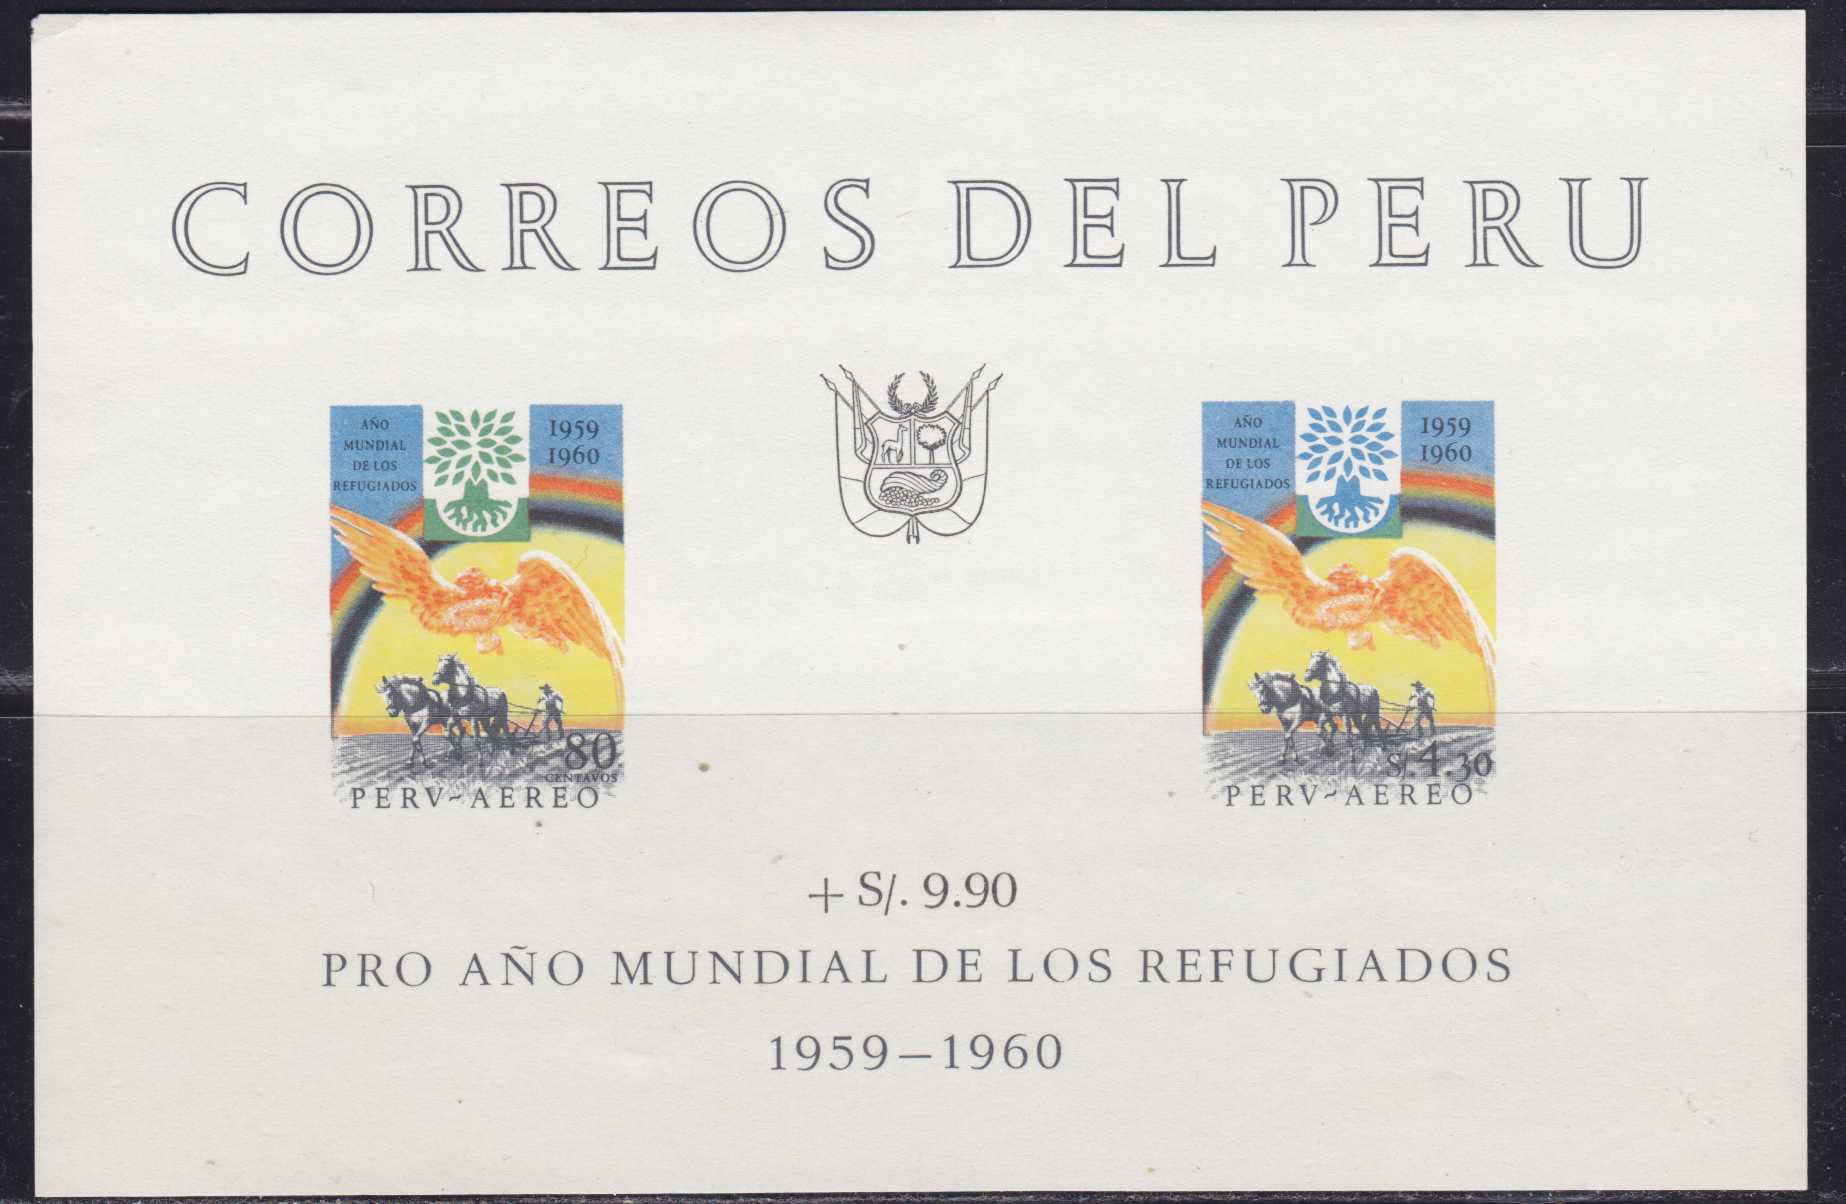 CORREOS DEL PERU
AÑO
MUNDIAL
DE LOS
REFUGIADOS
1959
1960
80
CENTAVOS
PERV~AEREO
AÑO
MUNDIAL
DE LOS
REFUGIADOS
1959
1960
S/.4.30
PERV~AEREO
+ S/. 9.90
PRO AÑO MUNDIAL DE LOS REFUGIADOS
1959–1960